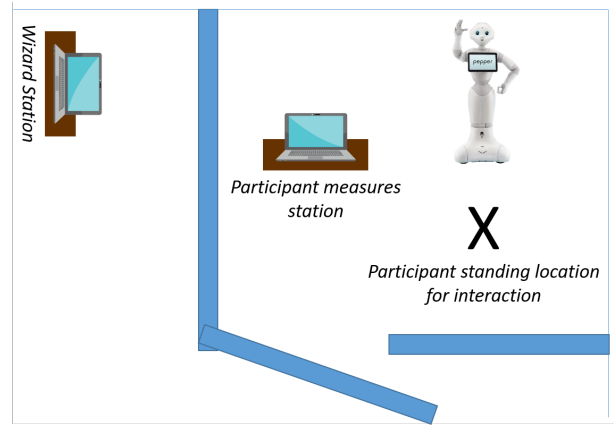 Wizard Station
pepper
Participant measures
station
X
Participant standing location
for interaction